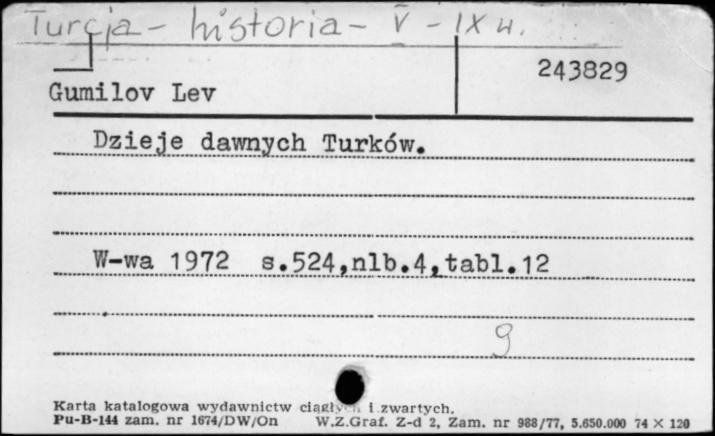 Turcja - historia - V - IX w.
243829
Gumilov Lev
Dzieje dawnych Turków.
W-wa 1972 s.524,nlb.4,tabl.12
9
Karta katalogowa wydawnictw ciągłych i zwartych.
Pu-B-144 zam. nr 1674/DW/On W.Z.Graf. Z-d 2, Zam. nr 988/77, 5.650.000 74 × 120